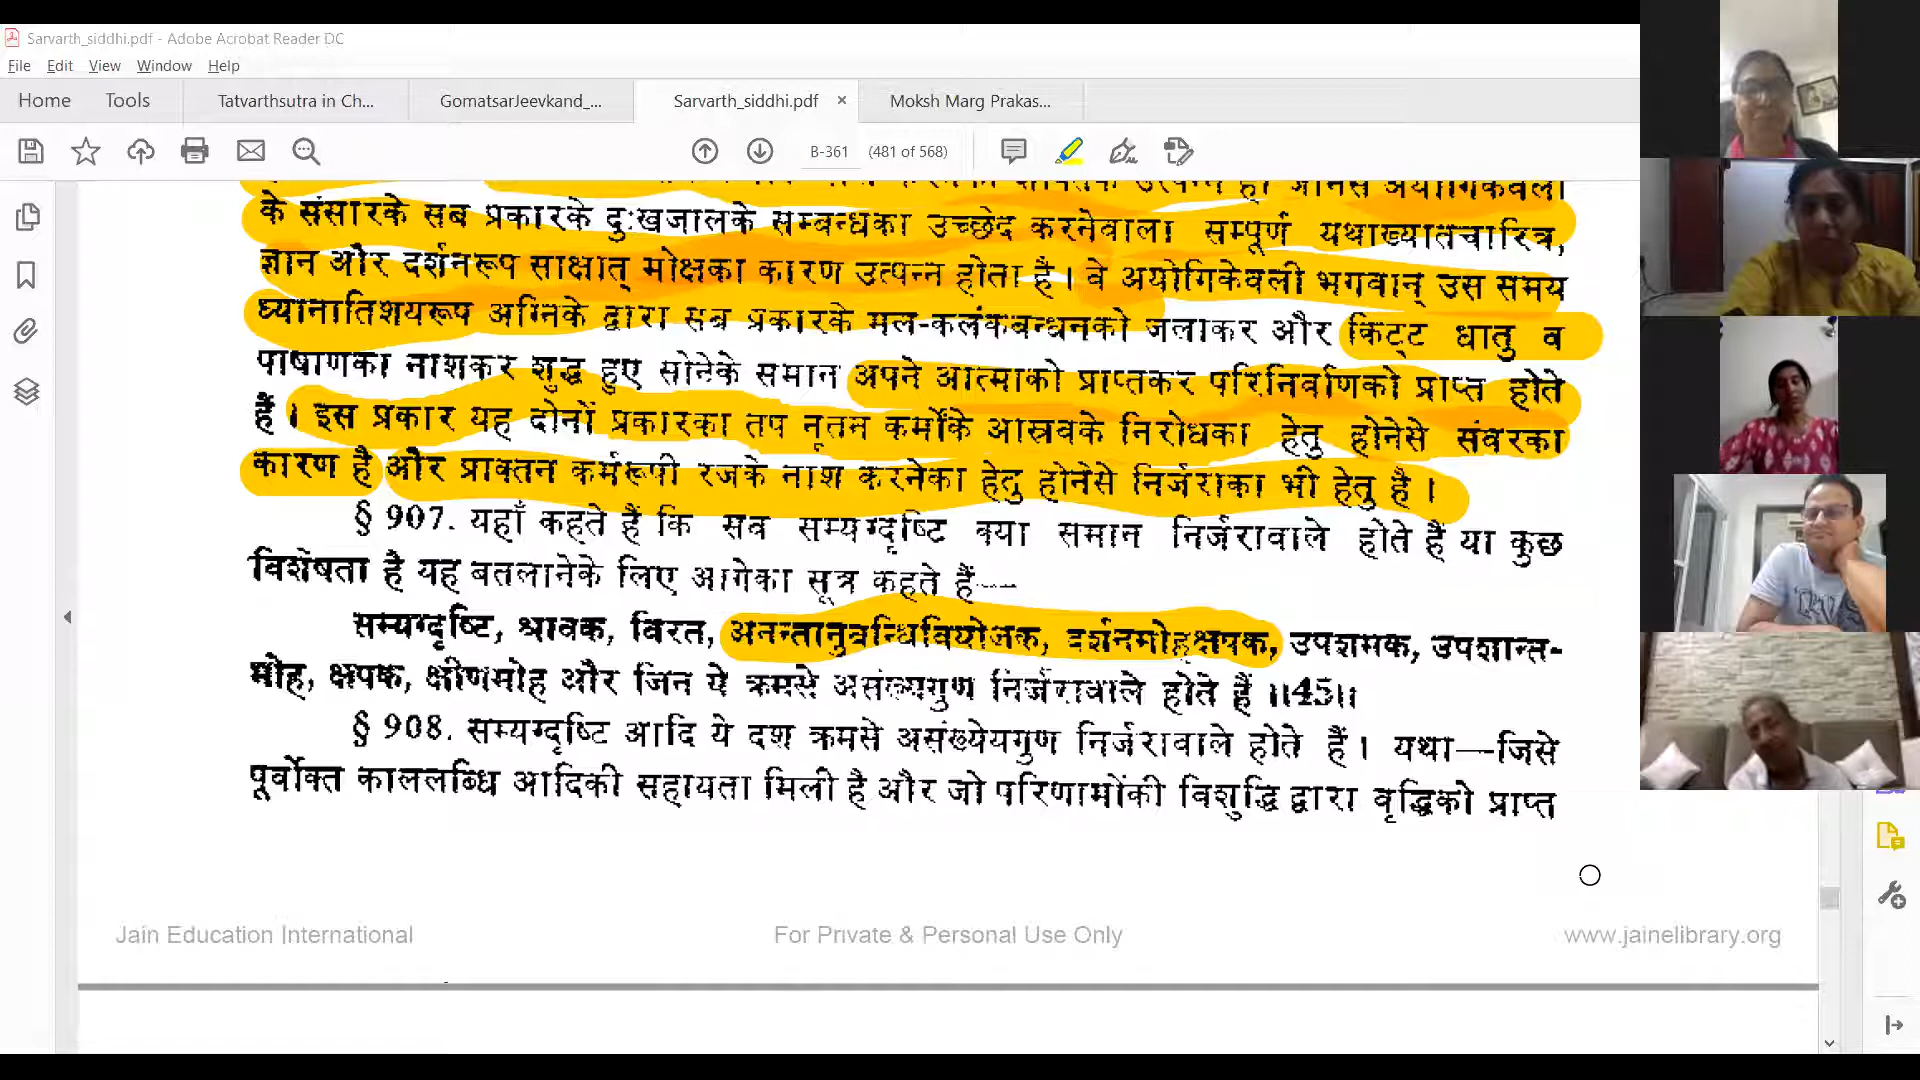 Sarvarth_siddhi.pdf - Adobe Acrobat Reader DC
File Edit View Window Help
Home Tools Tatvarthsutra in Ch... GomatsarJeevkand_... Sarvarth_siddhi.pdf × Moksh Marg Prakas...
B-361 (481 of 568)
के संसारके सब प्रकारके दुःखजालके सम्बन्धका उच्छेद करनेवाला सम्पूर्ण यथाख्यातचारित्र,
ज्ञान और दर्शनरूप साक्षात् मोक्षका कारण उत्पन्न होता है। वे अयोगिकेवली भगवान् उस समय
ध्यानातिशयरूप अग्निके द्वारा सब प्रकारके मल-कलंकबन्धनको जलाकर और किट्ट धातु व
पाषाणका नाशकर शुद्ध हुए सोनेके समान अपने आत्माको प्राप्तकर परिनिर्वाणको प्राप्त होते
हैं। इस प्रकार यह दोनों प्रकारका तप नूतन कर्मोंके आस्रवके निरोधका हेतु होनेसे संवरका
कारण है और प्राक्तन कर्मरूपी रजके नाश करनेका हेतु होनेसे निर्जराका भी हेतु है।
§ 907. यहाँ कहते हैं कि सब सम्यग्दृष्टि क्या समान निर्जरावाले होते हैं या कुछ
विशेषता है यह बतलानेके लिए आगेका सूत्र कहते हैं—
सम्यग्दृष्टि, श्रावक, विरत, अनन्तानुबन्धिवियोजक, दर्शनमोहक्षपक, उपशमक, उपशान्त-
मोह, क्षपक, क्षीणमोह और जिन ये क्रमसे असंख्यगुण निर्जरावाले होते हैं ॥45॥
§ 908. सम्यग्दृष्टि आदि ये दश क्रमसे असंख्येयगुण निर्जरावाले होते हैं। यथा—जिसे
पूर्वोक्त काललब्धि आदिकी सहायता मिली है और जो परिणामोंकी विशुद्धि द्वारा वृद्धिको प्राप्त
Jain Education International For Private & Personal Use Only www.jainelibrary.org